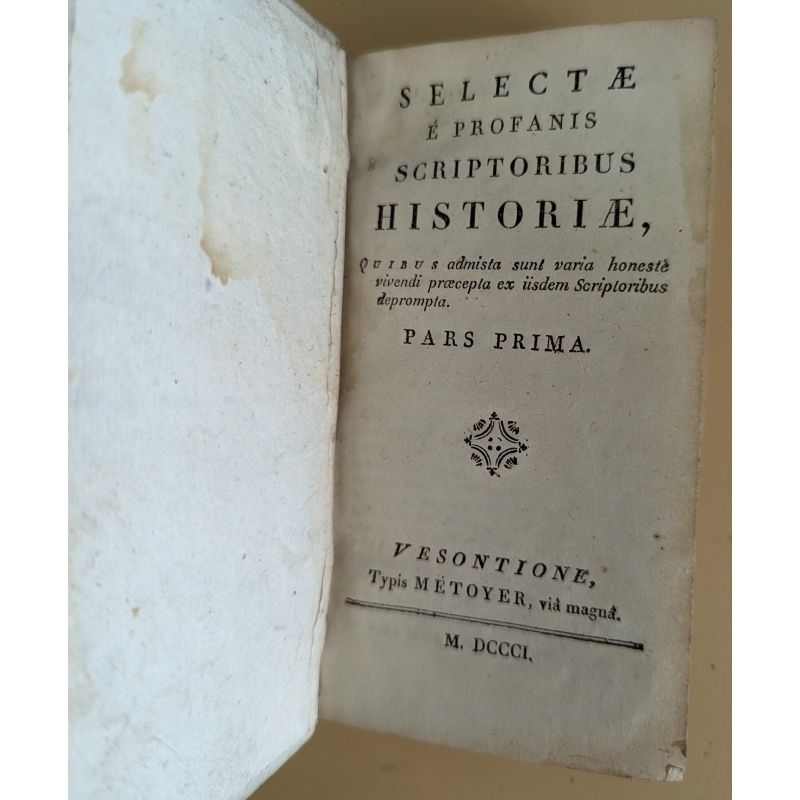 SELECTÆ
É PROFANIS
SCRIPTORIBUS
HISTORIÆ,
QUIBUS admista sunt varia honestè
vivendi præcepta ex iisdem Scriptoribus
deprompta.
PARS PRIMA.
VESONTIONE,
Typis MÉTOYER, viâ magnâ.
M. DCCCI.